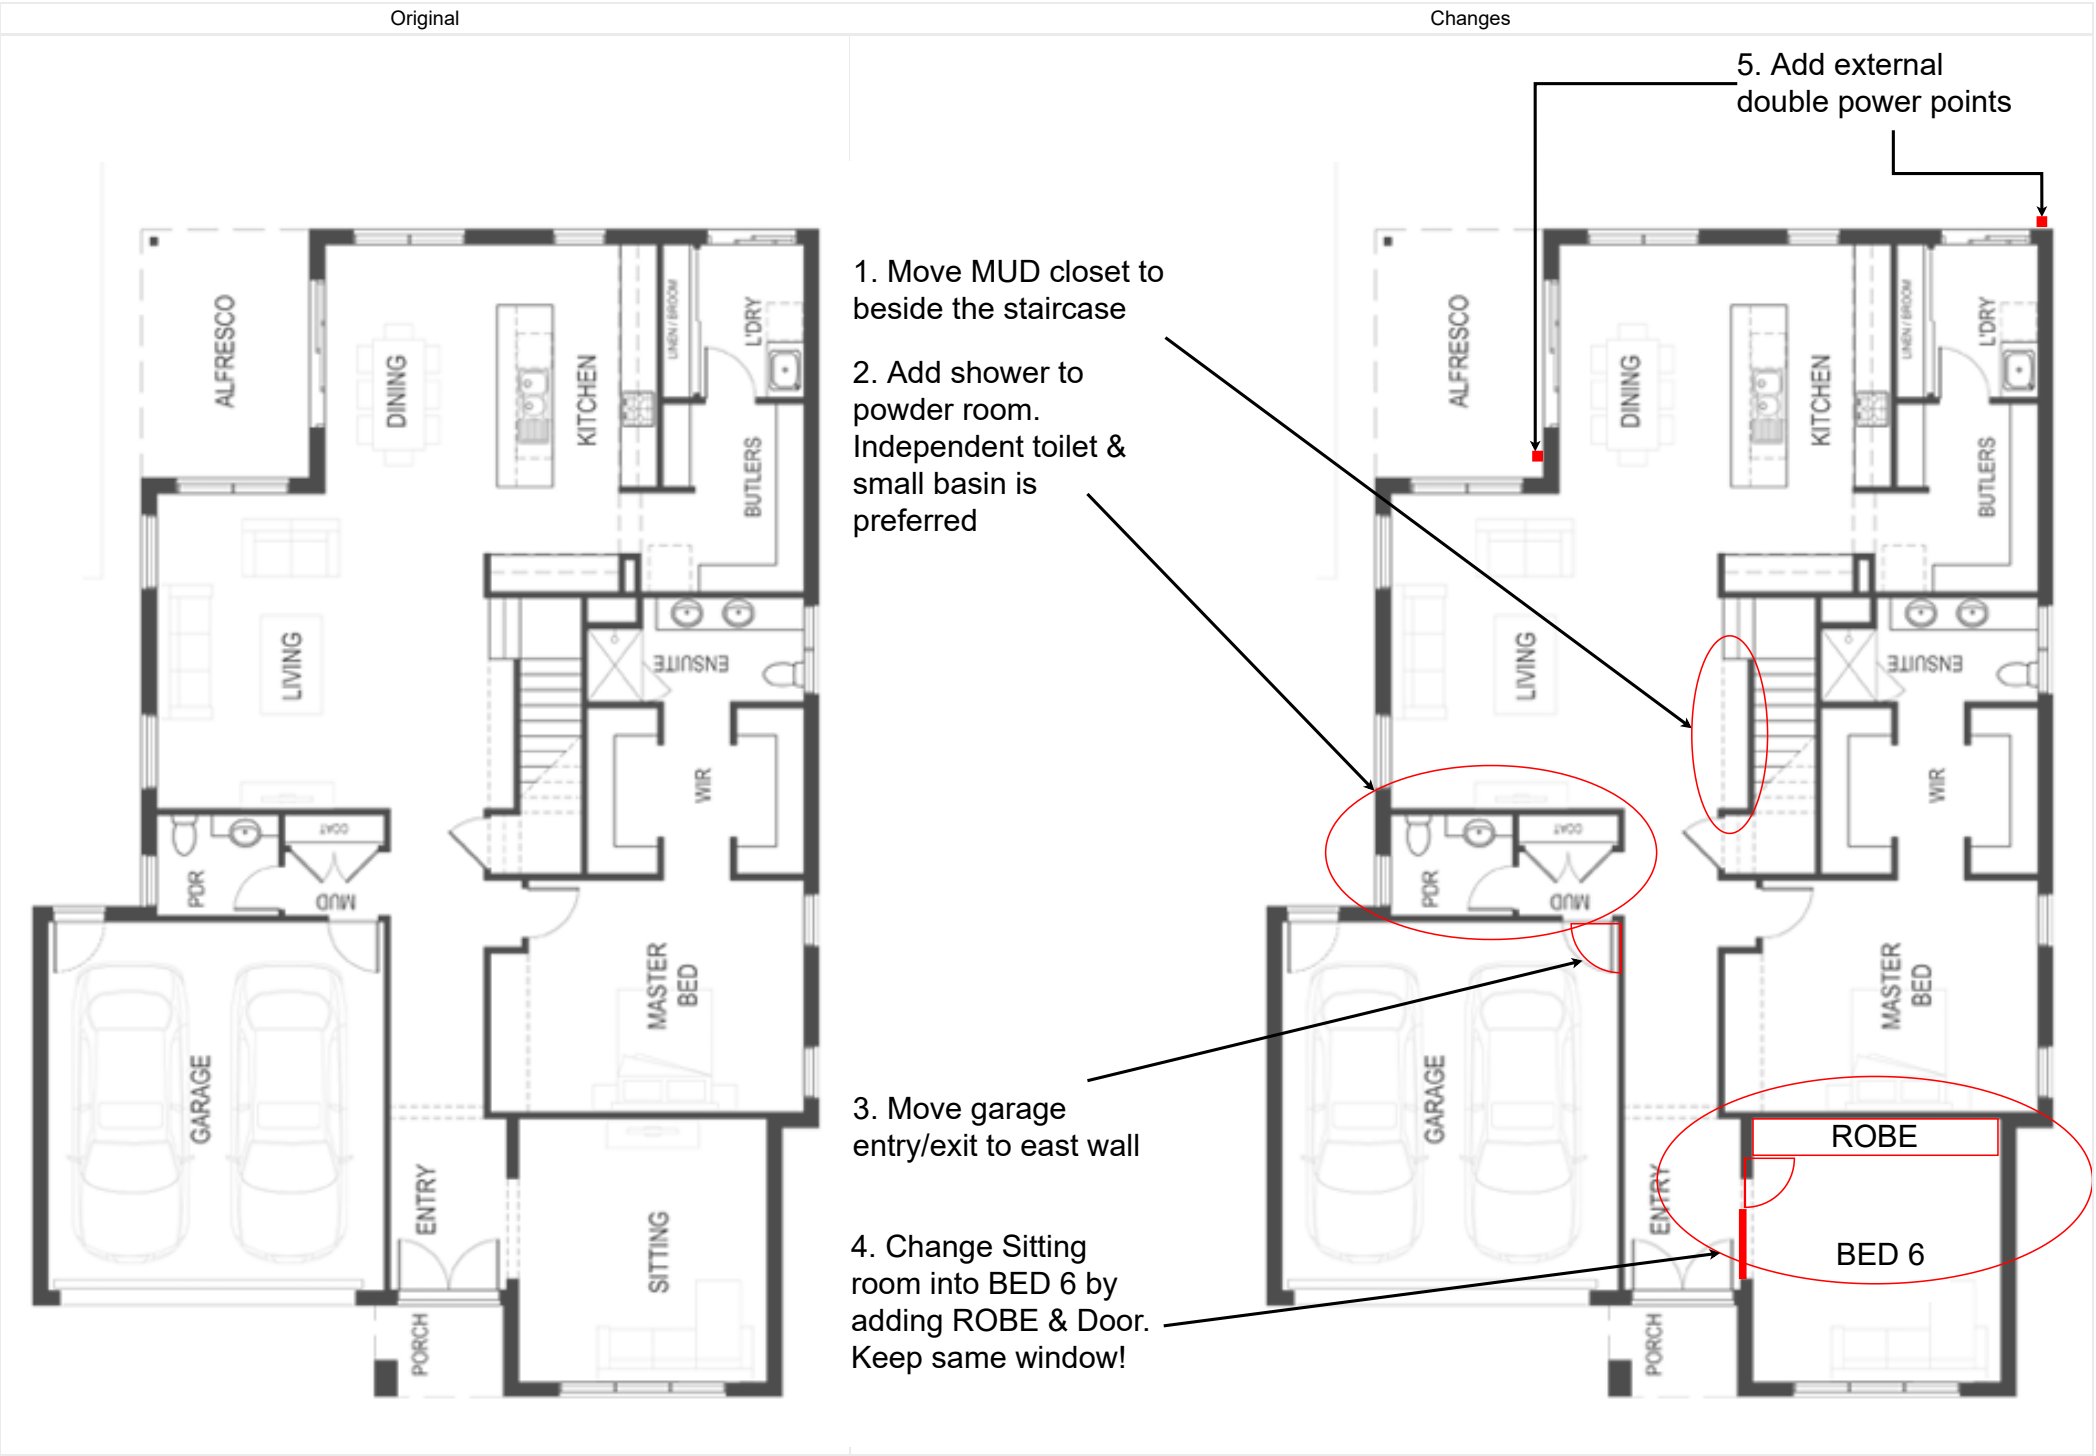 Original
Changes
ALFRESCO
DINING
KITCHEN
LINEN / BROOM
L'DRY
BUTLERS
LIVING
ENSUITE
WIR
COAT
PDR
MUD
MASTER
BED
GARAGE
ENTRY
SITTING
PORCH
1. Move MUD closet to
beside the staircase
2. Add shower to
powder room.
Independent toilet &
small basin is
preferred
3. Move garage
entry/exit to east wall
4. Change Sitting
room into BED 6 by
adding ROBE & Door.
Keep same window!
5. Add external
double power points
ALFRESCO
DINING
KITCHEN
LINEN / BROOM
L'DRY
BUTLERS
LIVING
ENSUITE
WIR
COAT
PDR
MUD
MASTER
BED
GARAGE
ROBE
ENTRY
BED 6
PORCH